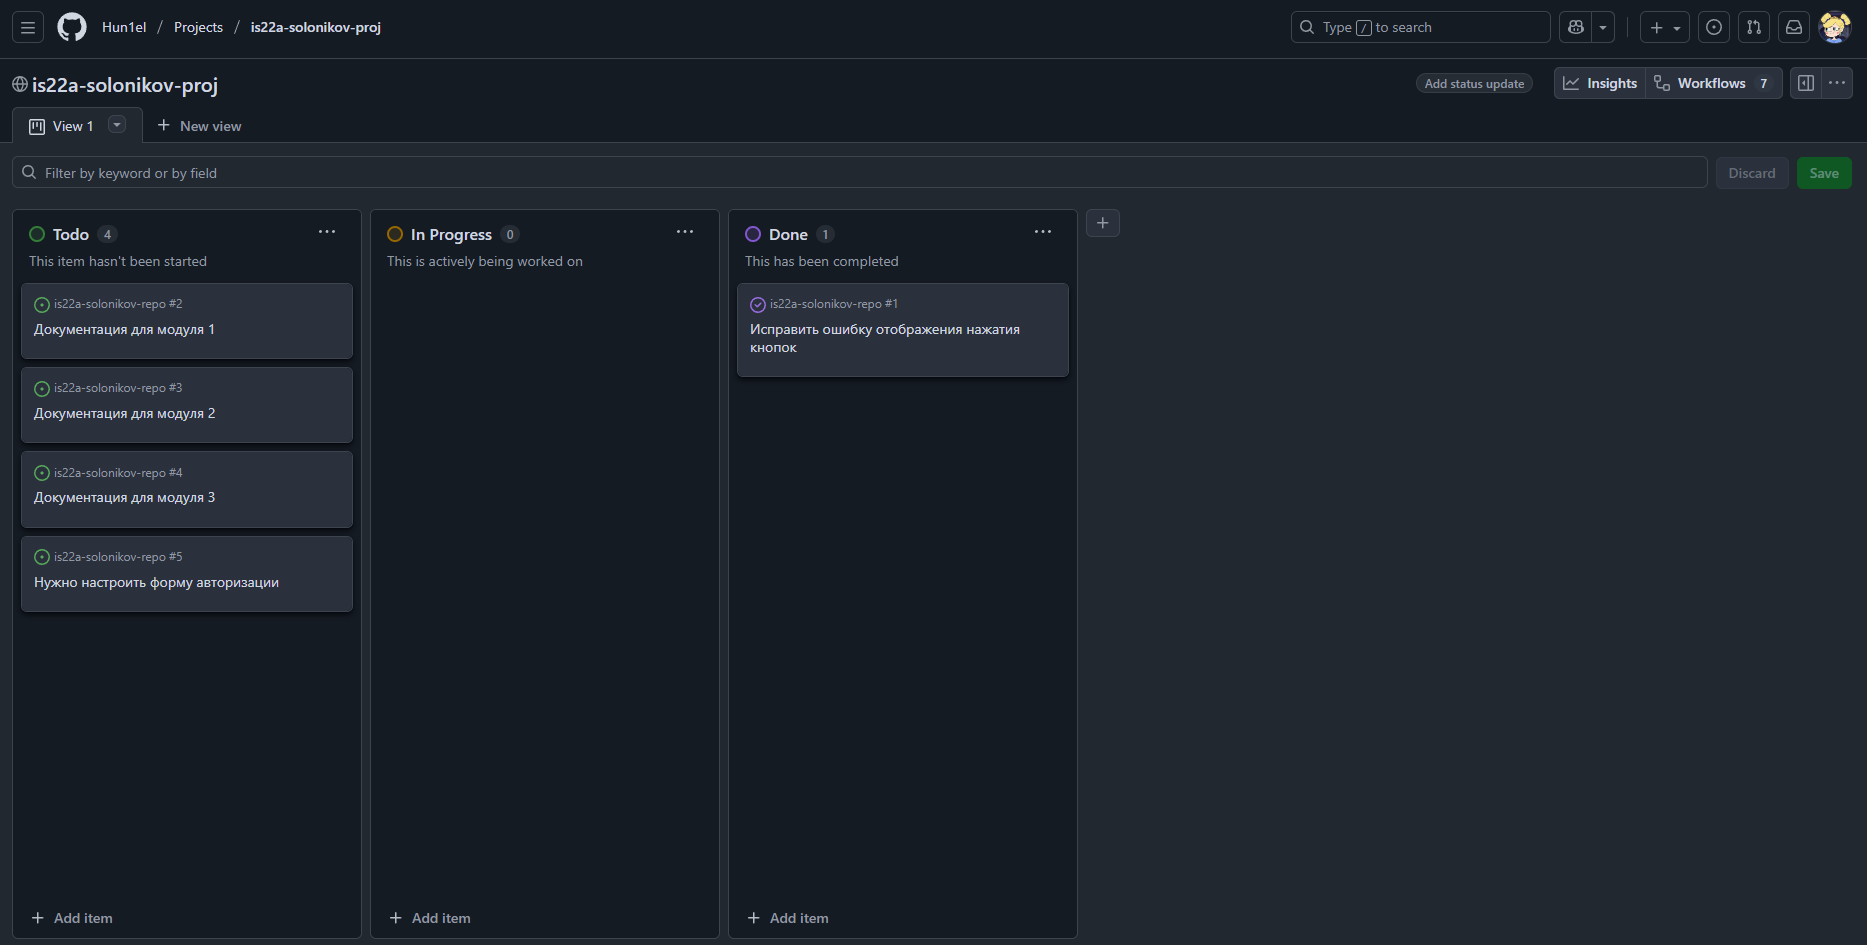 Hun1el / Projects / is22a-solonikov-proj
Type / to search
is22a-solonikov-proj
Add status update
Insights
Workflows 7
View 1
New view
Filter by keyword or by field
Discard
Save
Todo 4
This item hasn't been started
is22a-solonikov-repo #2
Документация для модуля 1
is22a-solonikov-repo #3
Документация для модуля 2
is22a-solonikov-repo #4
Документация для модуля 3
is22a-solonikov-repo #5
Нужно настроить форму авторизации
Add item
In Progress 0
This is actively being worked on
Add item
Done 1
This has been completed
is22a-solonikov-repo #1
Исправить ошибку отображения нажатия
кнопок
Add item